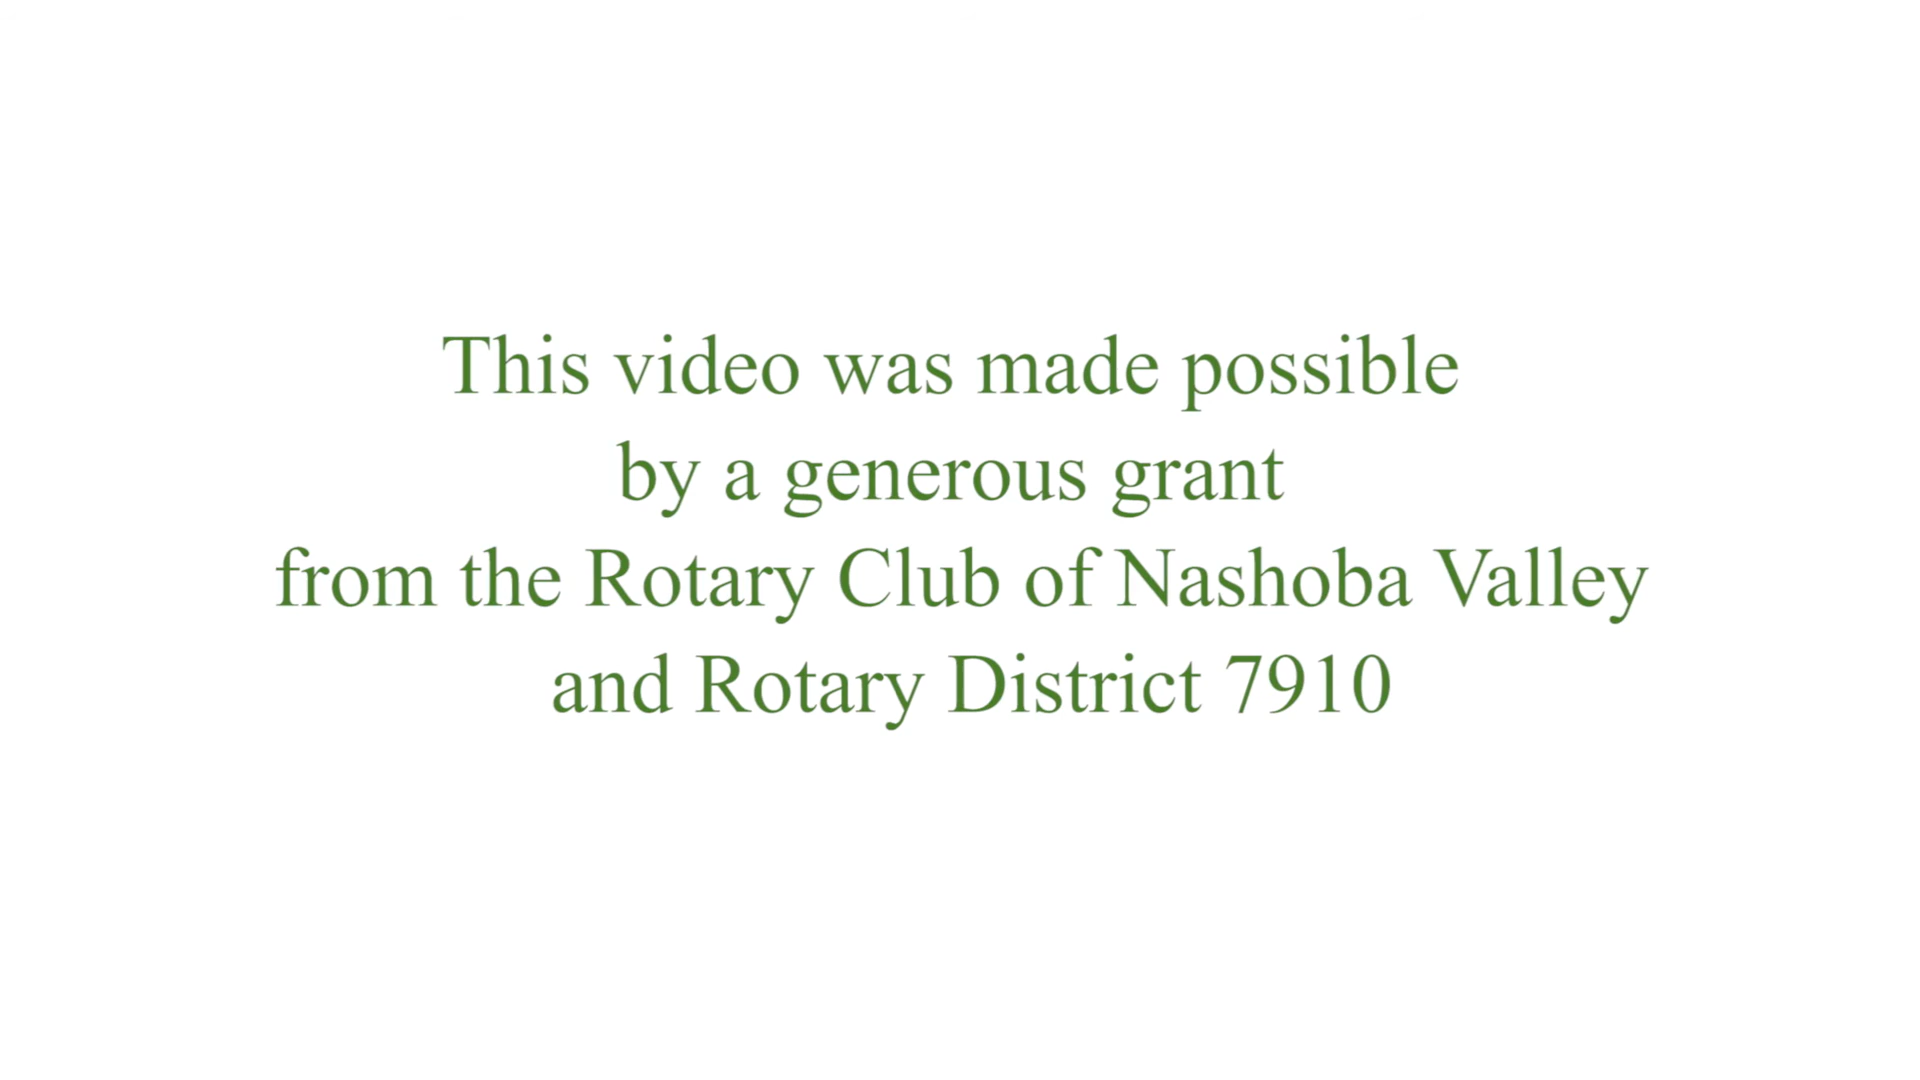 This video was made possible
by a generous grant
from the Rotary Club of Nashoba Valley
and Rotary District 7910